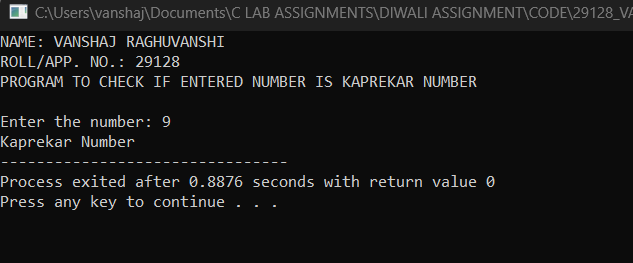 C:\Users\vanshaj\Documents\C LAB ASSIGNMENTS\DIWALI ASSIGNMENT\CODE\29128_VA
NAME: VANSHAJ RAGHUVANSHI
ROLL/APP. NO.: 29128
PROGRAM TO CHECK IF ENTERED NUMBER IS KAPREKAR NUMBER
Enter the number: 9
Kaprekar Number
--------------------------------
Process exited after 0.8876 seconds with return value 0
Press any key to continue . . .